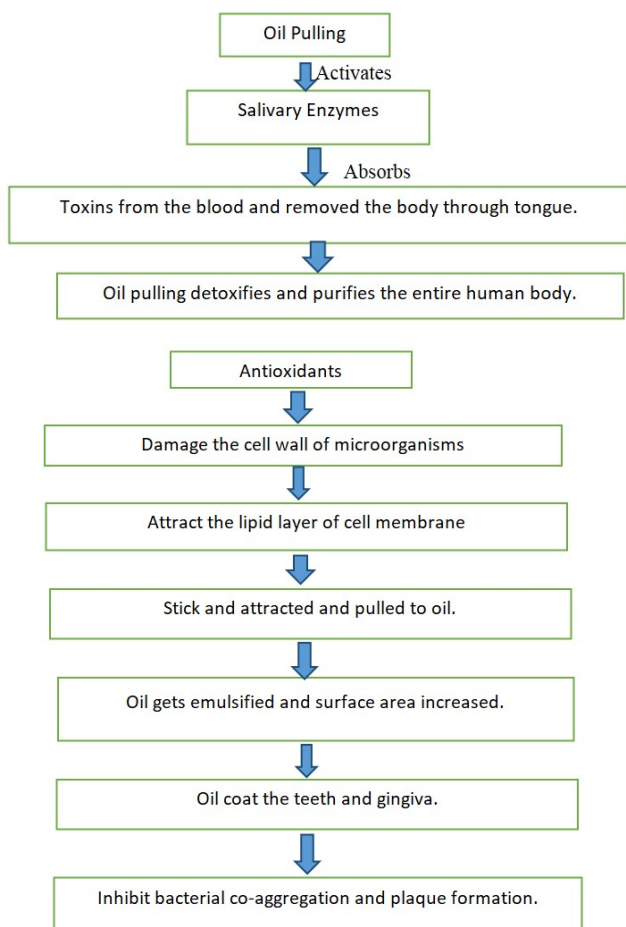 Oil Pulling
Activates
Salivary Enzymes
Absorbs
Toxins from the blood and removed the body through tongue.
Oil pulling detoxifies and purifies the entire human body.
Antioxidants
Damage the cell wall of microorganisms
Attract the lipid layer of cell membrane
Stick and attracted and pulled to oil.
Oil gets emulsified and surface area increased.
Oil coat the teeth and gingiva.
Inhibit bacterial co-aggregation and plaque formation.